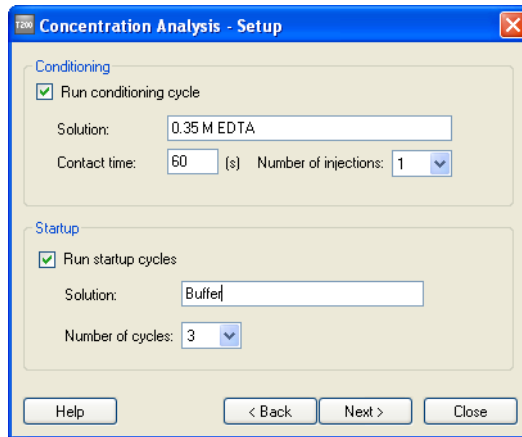 T200 Concentration Analysis - Setup
Conditioning
Run conditioning cycle
Solution: 0.35 M EDTA
Contact time: 60 (s) Number of injections: 1
Startup
Run startup cycles
Solution: Buffer
Number of cycles: 3
Help < Back Next > Close